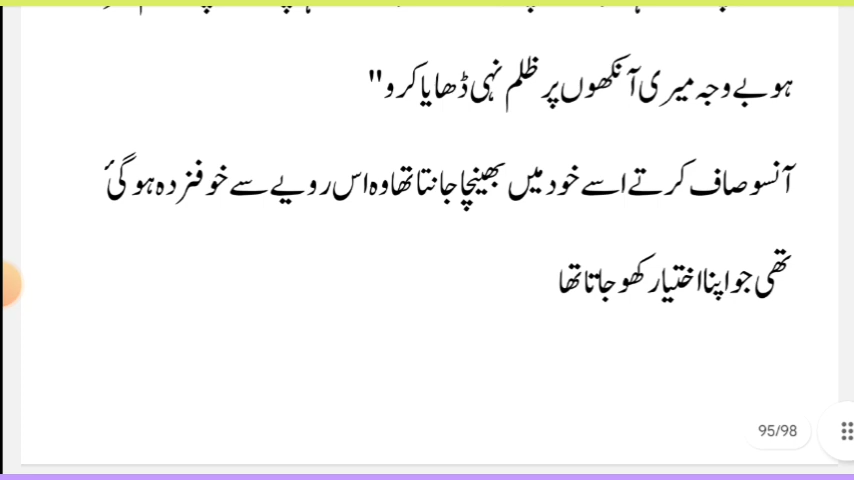 ہو بے وجہ میری آنکھوں پر ظلم نہی ڈھایا کرو"
آنسو صاف کرتے اسے خود میں بھینچا جانتا تھا وہ اس رویے سے خوفزدہ ہو گئ
تھی جو اپنا اختیار کھو جاتا تھا
95/98